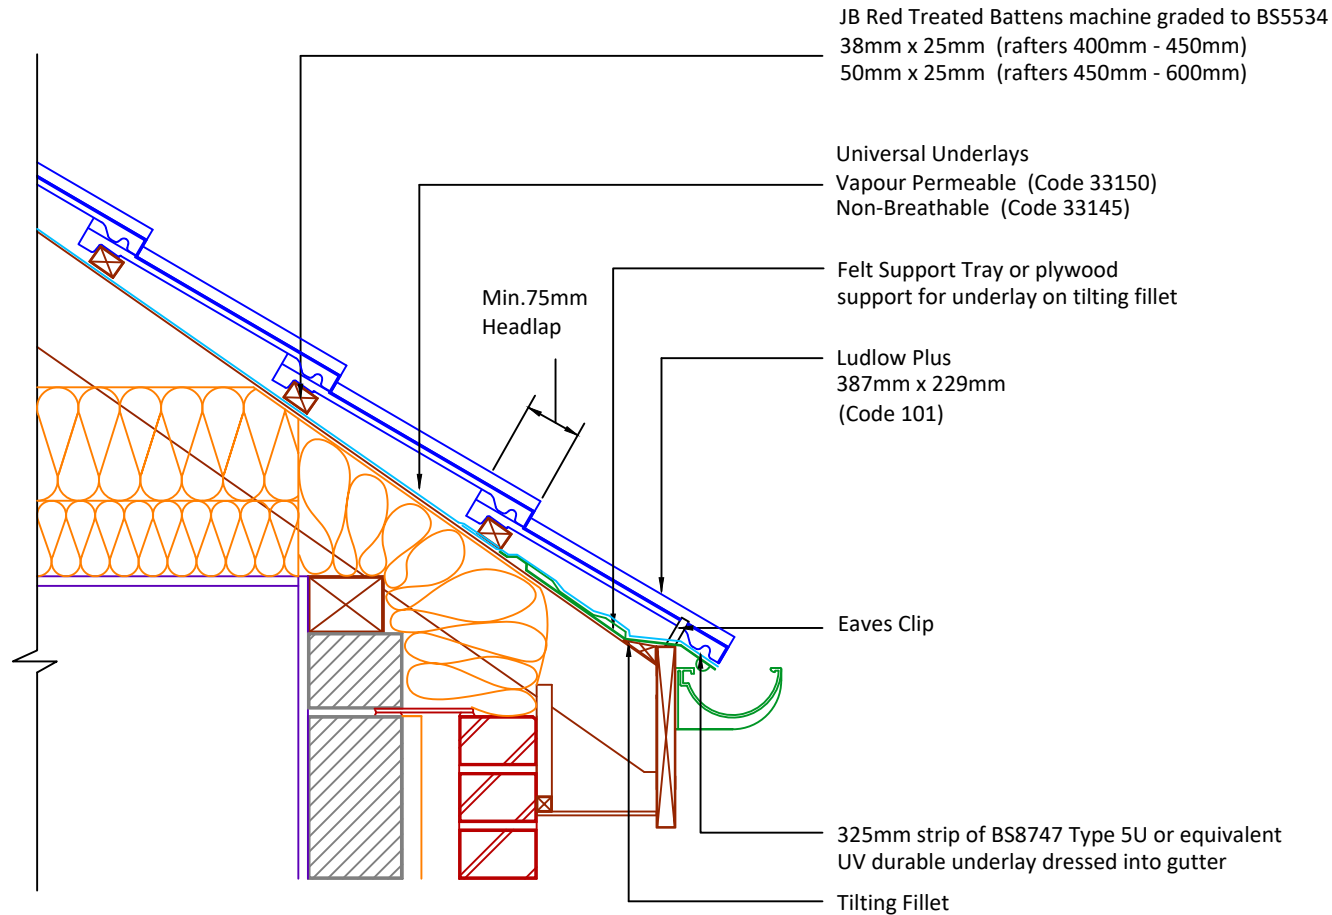 JB Red Treated Battens machine graded to BS5534
38mm x 25mm (rafters 400mm - 450mm)
50mm x 25mm (rafters 450mm - 600mm)
Universal Underlays
Vapour Permeable (Code 33150)
Non-Breathable (Code 33145)
Felt Support Tray or plywood
support for underlay on tilting fillet
Min.75mm
Headlap
Ludlow Plus
387mm x 229mm
(Code 101)
Eaves Clip
325mm strip of BS8747 Type 5U or equivalent
UV durable underlay dressed into gutter
Tilting Fillet